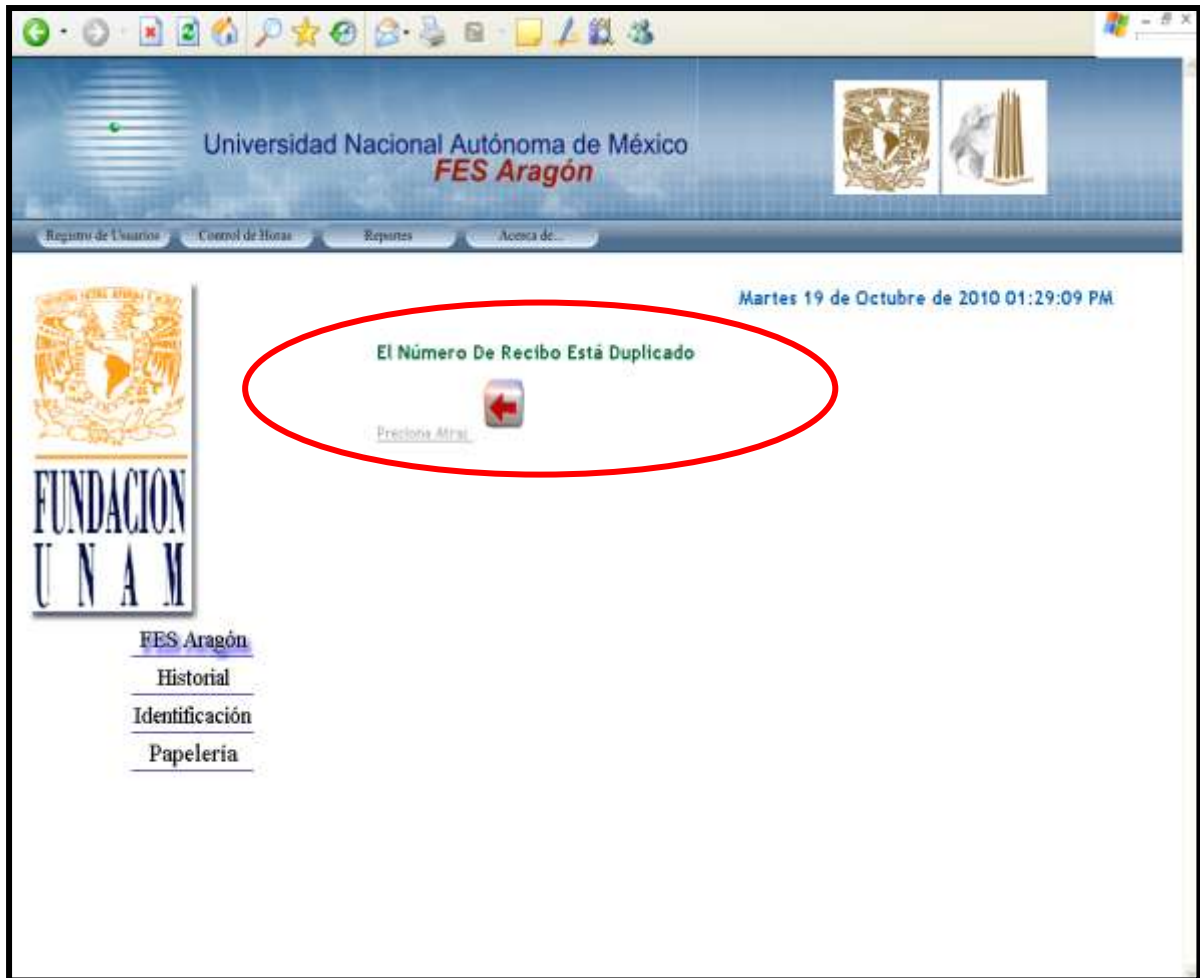 Universidad Nacional Autónoma de México
FES Aragón
Registro de Usuarios Control de Horas Reportes Acerca de...
Martes 19 de Octubre de 2010 01:29:09 PM
El Número De Recibo Está Duplicado
Preciona Atras
FUNDACION
UNAM
FES Aragón
Historial
Identificación
Papeleria